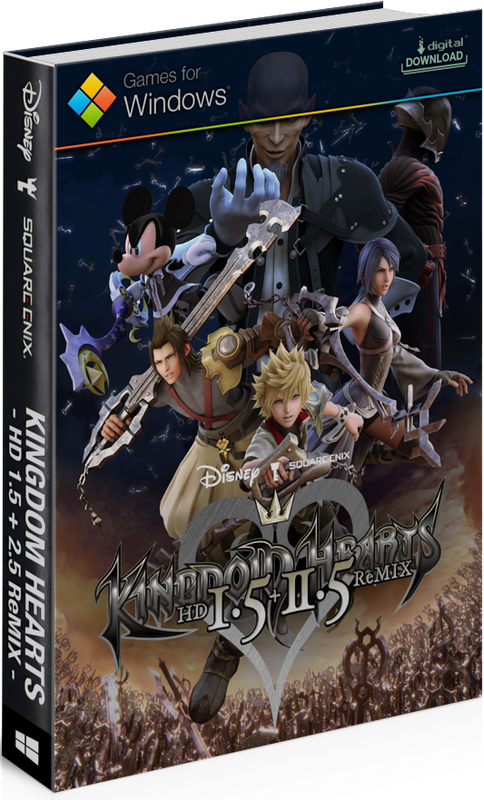 digital
DOWNLOAD
Games for
Windows®
Disney
SQUARE ENIX
KINGDOM HEARTS
HD I.5+II.5 ReMIX
Disney
SQUARE ENIX
KINGDOM HEARTS
- HD 1.5 + 2.5 ReMIX -